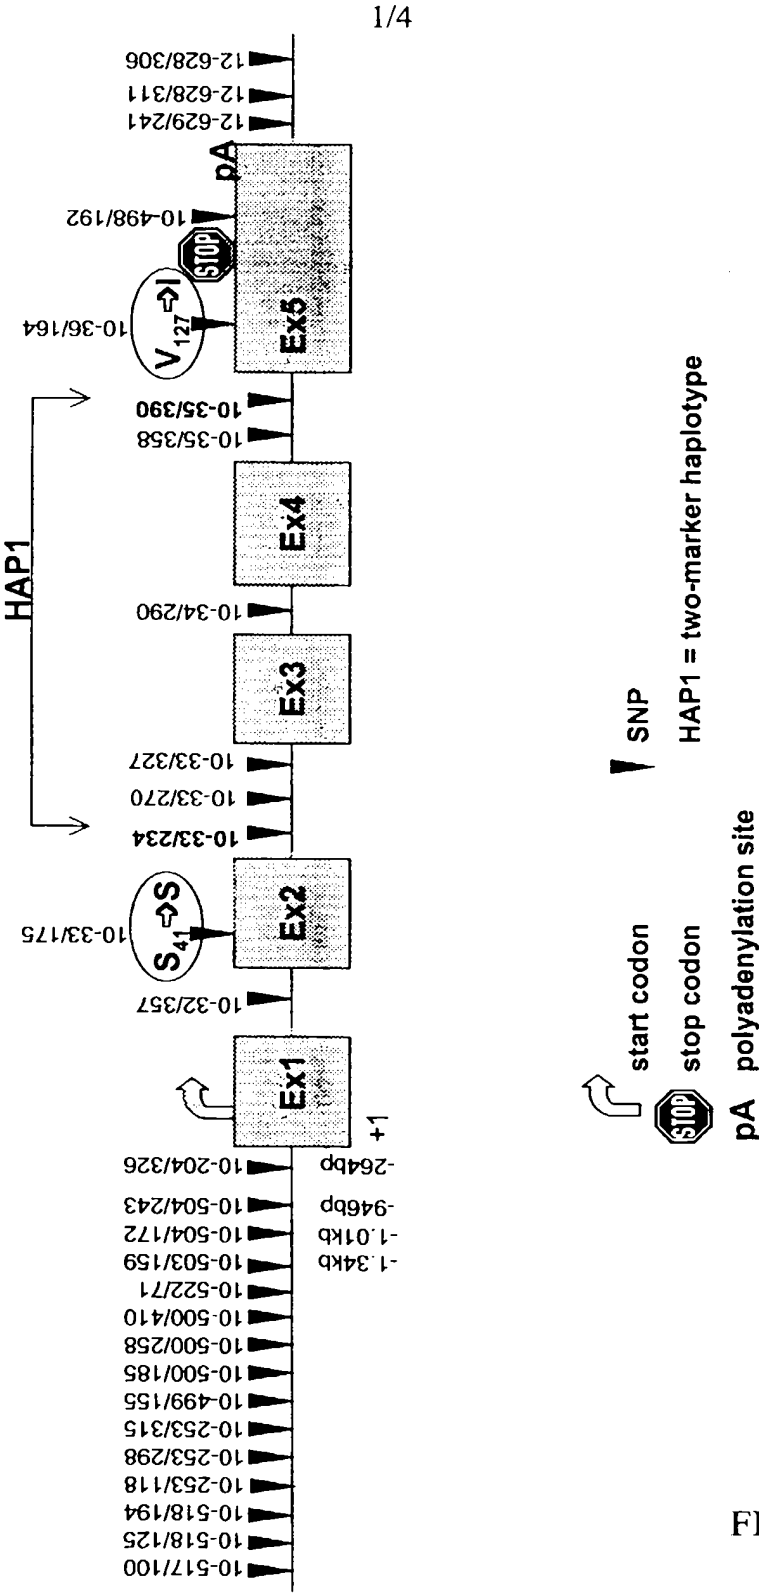 1/4
HAP1
10-517/100
10-518/125
10-518/194
10-253/118
10-253/298
10-253/315
10-499/155
10-500/185
10-500/258
10-500/410
10-522/71
10-503/159
10-504/172
10-504/243
10-204/326
-1.34kb
-1.01kb
-946bp
-264bp
+1
Ex1
10-32/357
10-33/175
S41 ⇨S
Ex2
10-33/234
10-33/270
10-33/327
Ex3
10-34/290
Ex4
10-35/358
10-35/390
10-36/164
V127 ⇨I
Ex5
STOP
10-498/192
pA
12-629/241
12-628/311
12-628/306
start codon
SNP
STOP stop codon
HAP1 = two-marker haplotype
pA polyadenylation site